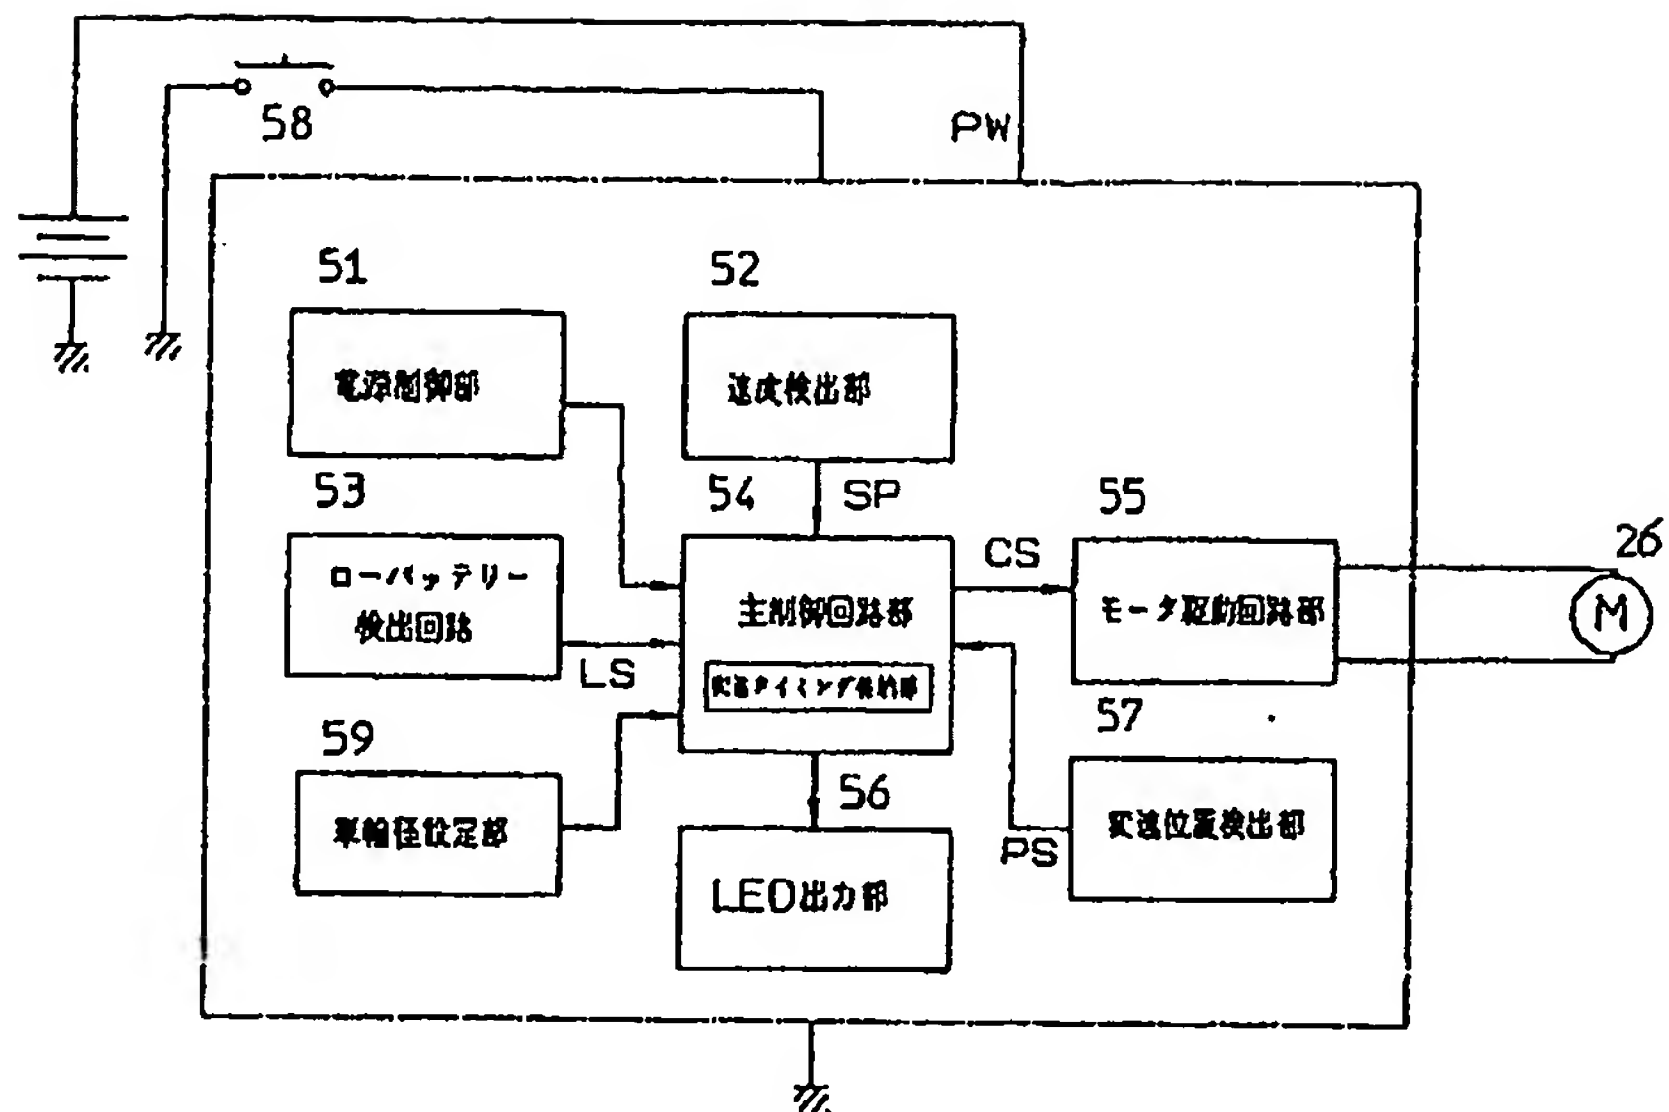 58
PW
51
52
電源制御部
速度検出部
53
54
SP
55
ローバッテリー
検出回路
LS
主制御回路部
CS
モータ駆動回路部
26
M
59
56
57
車輪径設定部
LED出力部
PS
変速位置検出部